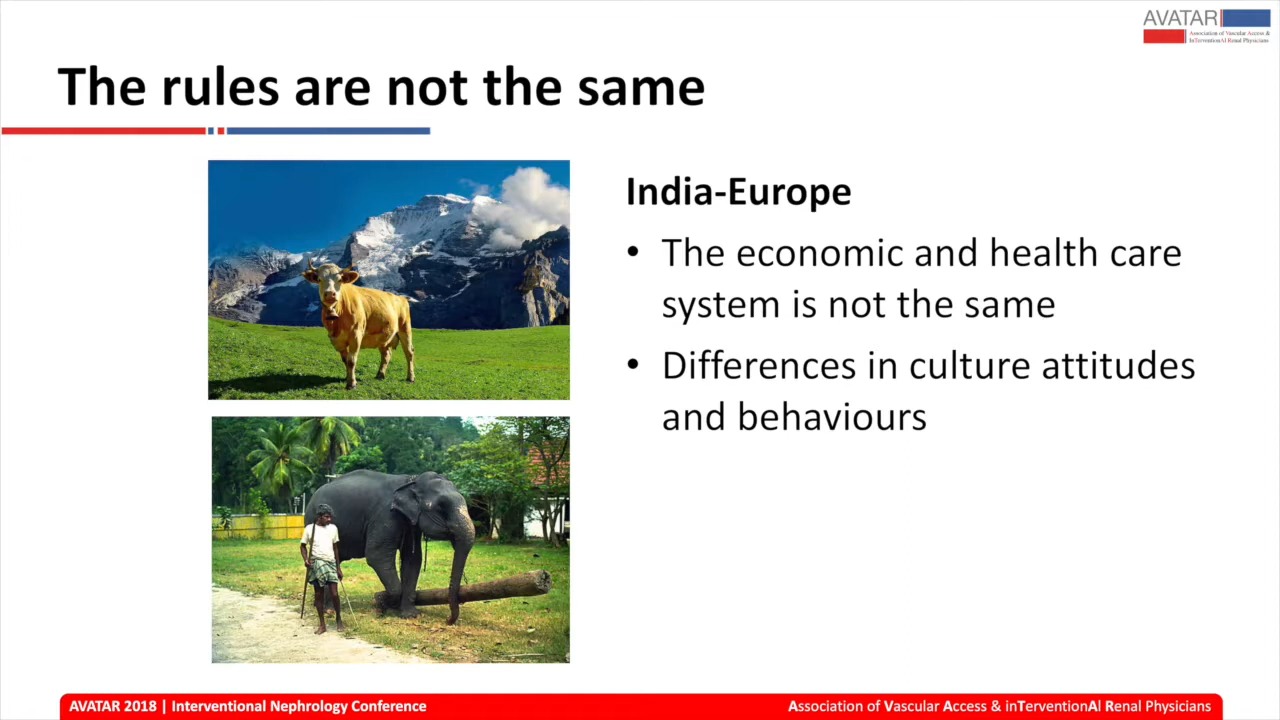 AVATAR
Association of Vascular Access &
InTerventionAl Renal Physicians
The rules are not the same
India-Europe
• The economic and health care
system is not the same
• Differences in culture attitudes
and behaviours
AVATAR 2018 | Interventional Nephrology Conference
Association of Vascular Access & inTerventionAl Renal Physicians